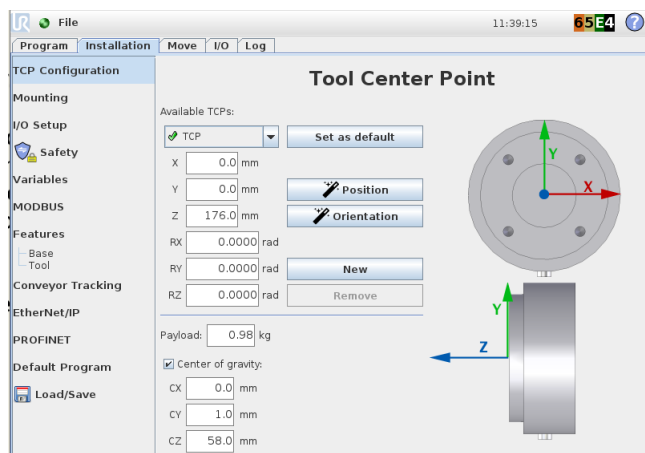 UR File 11:39:15 65E4 ?
Program Installation Move I/O Log
TCP Configuration
Mounting
I/O Setup
Safety
Variables
MODBUS
Features
Base
Tool
Conveyor Tracking
EtherNet/IP
PROFINET
Default Program
Load/Save
Tool Center Point
Available TCPs:
TCP Set as default
X 0.0 mm
Y 0.0 mm Position
Z 176.0 mm Orientation
RX 0.0000 rad
RY 0.0000 rad New
RZ 0.0000 rad Remove
Payload: 0.98 kg
Center of gravity:
CX 0.0 mm
CY 1.0 mm
CZ 58.0 mm
Y
X
Y
Z